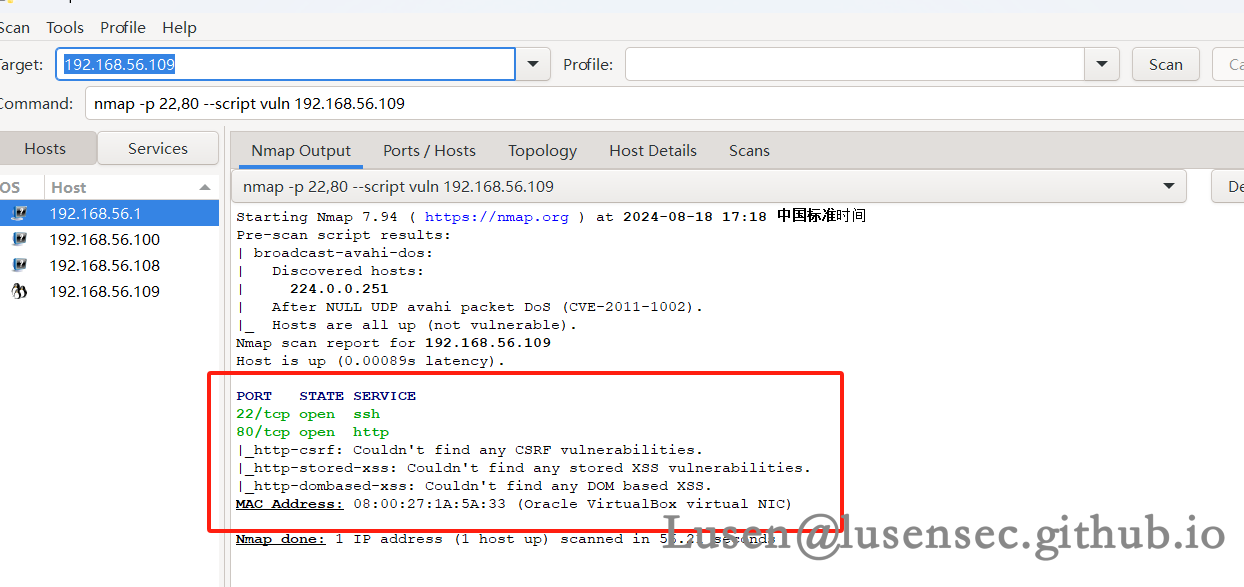 Scan Tools Profile Help
Target: 192.168.56.109 Profile: Scan
Command: nmap -p 22,80 --script vuln 192.168.56.109
Hosts Services Nmap Output Ports / Hosts Topology Host Details Scans
OS Host
nmap -p 22,80 --script vuln 192.168.56.109
192.168.56.1
192.168.56.100
192.168.56.108
192.168.56.109
Starting Nmap 7.94 ( https://nmap.org ) at 2024-08-18 17:18 中国标准时间
Pre-scan script results:
| broadcast-avahi-dos:
|   Discovered hosts:
|     224.0.0.251
|   After NULL UDP avahi packet DoS (CVE-2011-1002).
|_  Hosts are all up (not vulnerable).
Nmap scan report for 192.168.56.109
Host is up (0.00089s latency).
PORT   STATE SERVICE
22/tcp open  ssh
80/tcp open  http
|_http-csrf: Couldn't find any CSRF vulnerabilities.
|_http-stored-xss: Couldn't find any stored XSS vulnerabilities.
|_http-dombased-xss: Couldn't find any DOM based XSS.
MAC Address: 08:00:27:1A:5A:33 (Oracle VirtualBox virtual NIC)
Nmap done: 1 IP address (1 host up) scanned in seconds
Lusen@lusensec.github.io